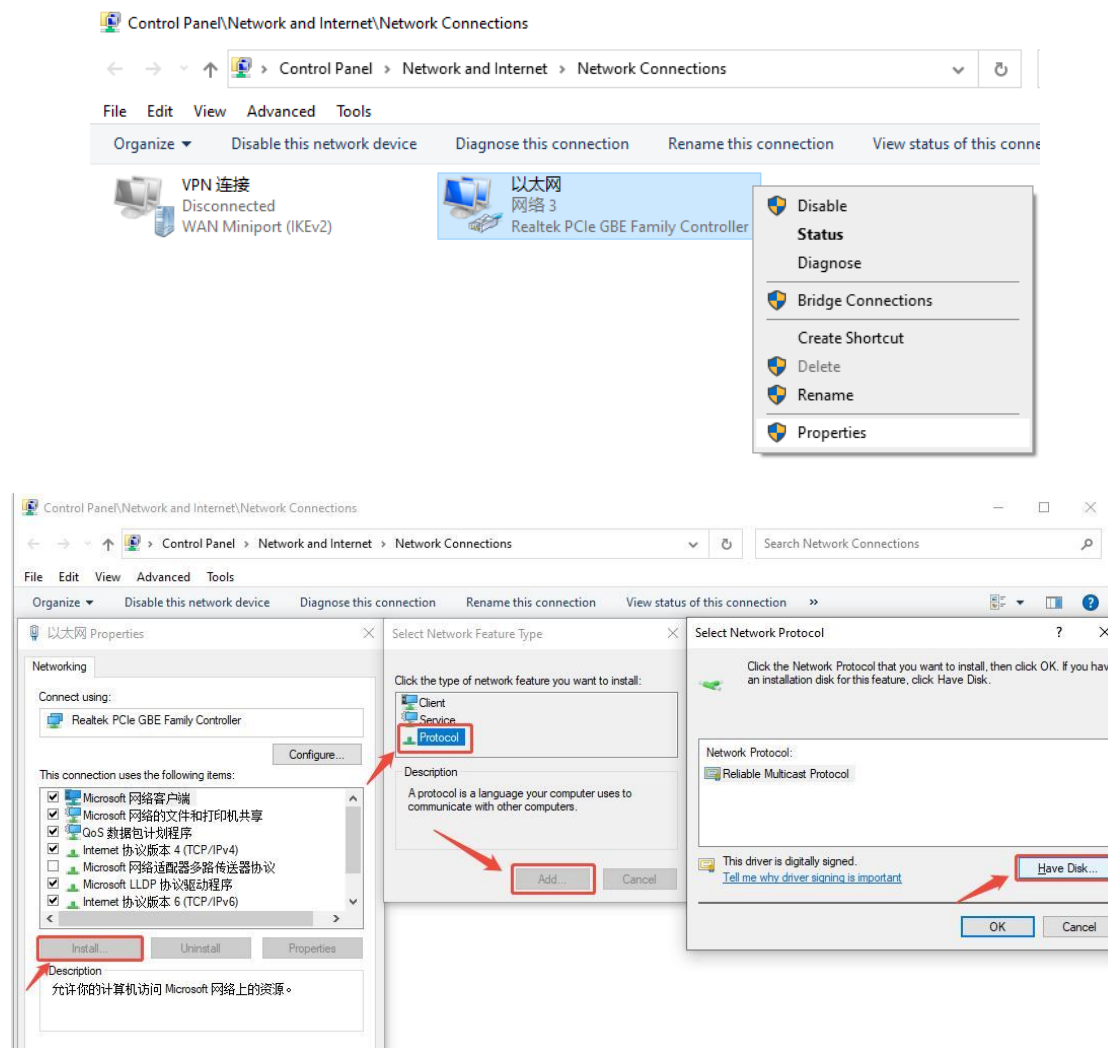 Control Panel\Network and Internet\Network Connections
Control Panel > Network and Internet > Network Connections
File Edit View Advanced Tools
Organize Disable this network device Diagnose this connection Rename this connection View status of this conne
VPN 连接
Disconnected
WAN Miniport (IKEv2)
以太网
网络 3
Realtek PCIe GBE Family Controller
Disable
Status
Diagnose
Bridge Connections
Create Shortcut
Delete
Rename
Properties
Control Panel\Network and Internet\Network Connections
Control Panel > Network and Internet > Network Connections
Search Network Connections
File Edit View Advanced Tools
Organize Disable this network device Diagnose this connection Rename this connection View status of this connection »
以太网 Properties
Networking
Connect using:
Realtek PCIe GBE Family Controller
Configure...
This connection uses the following items:
Microsoft 网络客户端
Microsoft 网络的文件和打印机共享
QoS 数据包计划程序
Internet 协议版本 4 (TCP/IPv4)
Microsoft 网络适配器多路传送器协议
Microsoft LLDP 协议驱动程序
Internet 协议版本 6 (TCP/IPv6)
Install...
Uninstall
Properties
Description
允许你的计算机访问 Microsoft 网络上的资源。
Select Network Feature Type
Click the type of network feature you want to install:
Client
Service
Protocol
Description
A protocol is a language your computer uses to
communicate with other computers.
Add...
Cancel
Select Network Protocol
?
Click the Network Protocol that you want to install, then click OK. If you hav
an installation disk for this feature, click Have Disk.
Network Protocol:
Reliable Multicast Protocol
This driver is digitally signed.
Tell me why driver signing is important
Have Disk...
OK
Cancel